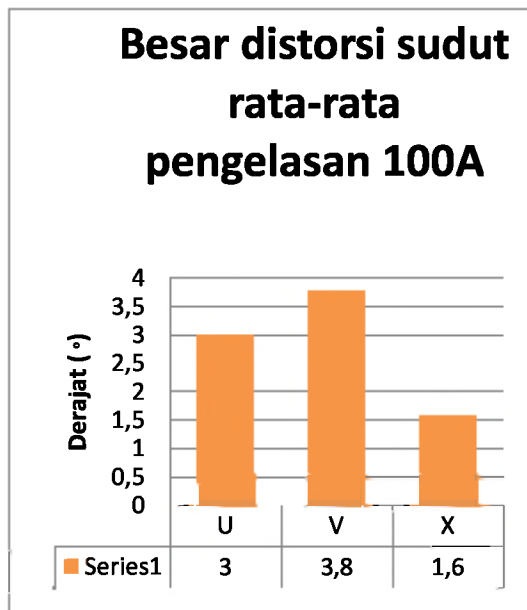 Besar distorsi sudut
rata-rata
pengelasan 100A
4
3,5
3
2,5
2
1,5
1
0,5
0
Derajat ( ∘)
U V X
Series1 3 3,8 1,6